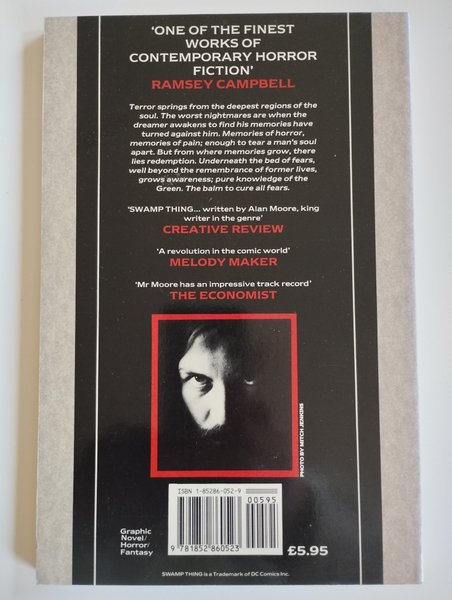 ‘ONE OF THE FINEST
WORKS OF
CONTEMPORARY HORROR
FICTION’
RAMSEY CAMPBELL
Terror springs from the deepest regions of the
soul. The worst nightmares are when the
dreamer awakens to find his memories have
turned against him. Memories of horror,
memories of pain; enough to tear a man's soul
apart. But from where memories grow, there
lies redemption. Underneath the bed of fears,
well beyond the remembrance of former lives,
grows awareness; pure knowledge of the
Green. The balm to cure all fears.
‘SWAMP THING... written by Alan Moore, king
writer in the genre’
CREATIVE REVIEW
‘A revolution in the comic world’
MELODY MAKER
‘Mr Moore has an impressive track record’
THE ECONOMIST
PHOTO BY MITCH JENKINS
ISBN 1-85286-052-9
00595
9 781852 860523
Graphic
Novel/
Horror/
Fantasy
£5.95
SWAMP THING is a Trademark of DC Comics Inc.